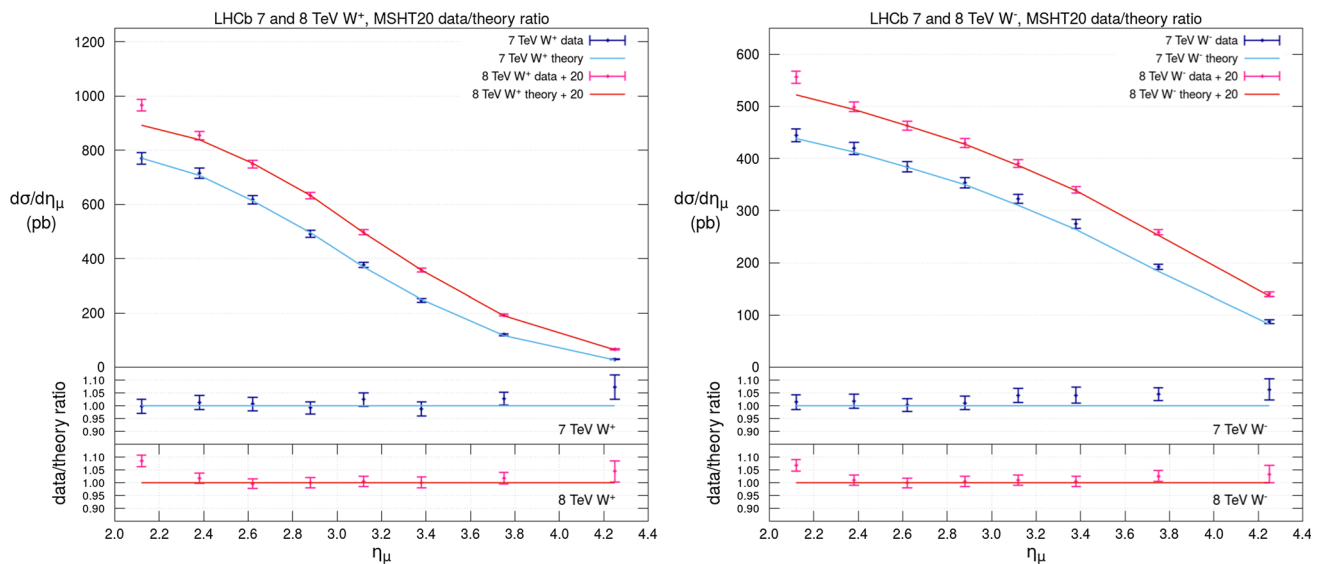 LHCb 7 and 8 TeV W⁺, MSHT20 data/theory ratio
1200
1000
800
600
400
200
0
dσ/dημ
(pb)
7 TeV W⁺ data
7 TeV W⁺ theory
8 TeV W⁺ data + 20
8 TeV W⁺ theory + 20
data/theory ratio
1.10
1.05
1.00
0.95
0.90
7 TeV W⁺
1.10
1.05
1.00
0.95
0.90
8 TeV W⁺
2.0 2.2 2.4 2.6 2.8 3.0 3.2 3.4 3.6 3.8 4.0 4.2 4.4
ημ
LHCb 7 and 8 TeV W⁻, MSHT20 data/theory ratio
600
500
400
300
200
100
0
dσ/dημ
(pb)
7 TeV W⁻ data
7 TeV W⁻ theory
8 TeV W⁻ data + 20
8 TeV W⁻ theory + 20
data/theory ratio
1.10
1.05
1.00
0.95
0.90
7 TeV W⁻
1.10
1.05
1.00
0.95
0.90
8 TeV W⁻
2.0 2.2 2.4 2.6 2.8 3.0 3.2 3.4 3.6 3.8 4.0 4.2 4.4
ημ